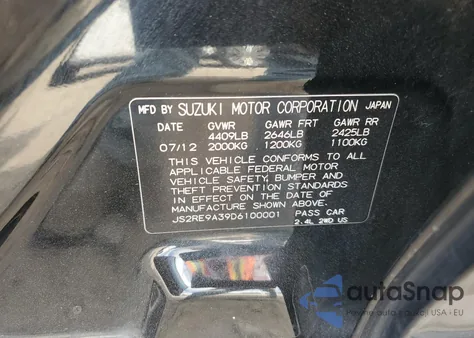 MFD BY SUZUKI MOTOR CORPORATION JAPAN
DATE GVWR GAWR FRT GAWR RR
4409LB 2646LB 2425LB
07/12 2000KG 1200KG 1100KG
THIS VEHICLE CONFORMS TO ALL
APPLICABLE FEDERAL MOTOR
VEHICLE SAFETY, BUMPER AND
THEFT PREVENTION STANDARDS
IN EFFECT ON THE DATE OF
MANUFACTURE SHOWN ABOVE.
JS2RE9A39D6100001 PASS CAR
2.4L 2WD US
autoSnap
USA - EU